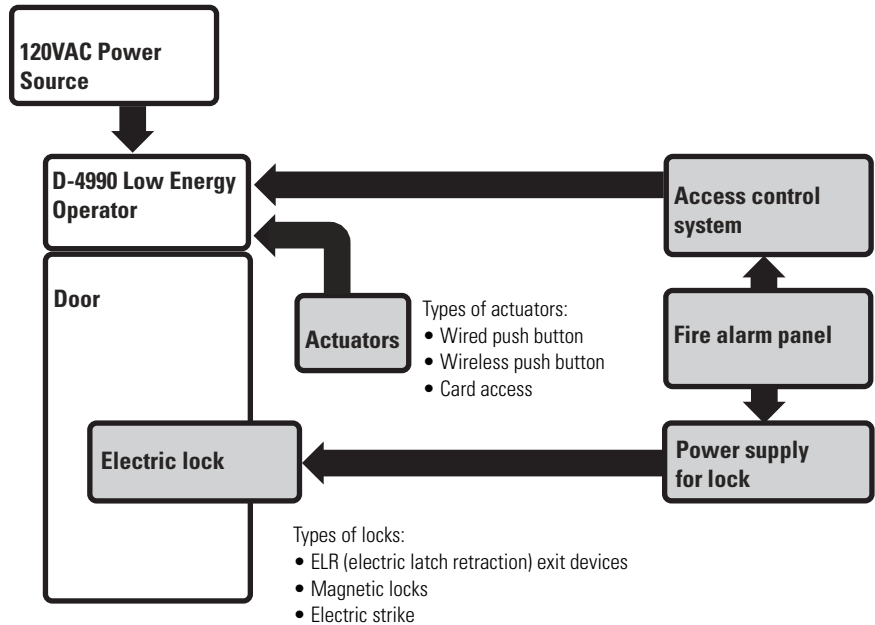 120VAC Power
Source
D-4990 Low Energy
Operator
Access control
system
Door
Actuators
Types of actuators:
• Wired push button
• Wireless push button
• Card access
Fire alarm panel
Electric lock
Power supply
for lock
Types of locks:
• ELR (electric latch retraction) exit devices
• Magnetic locks
• Electric strike